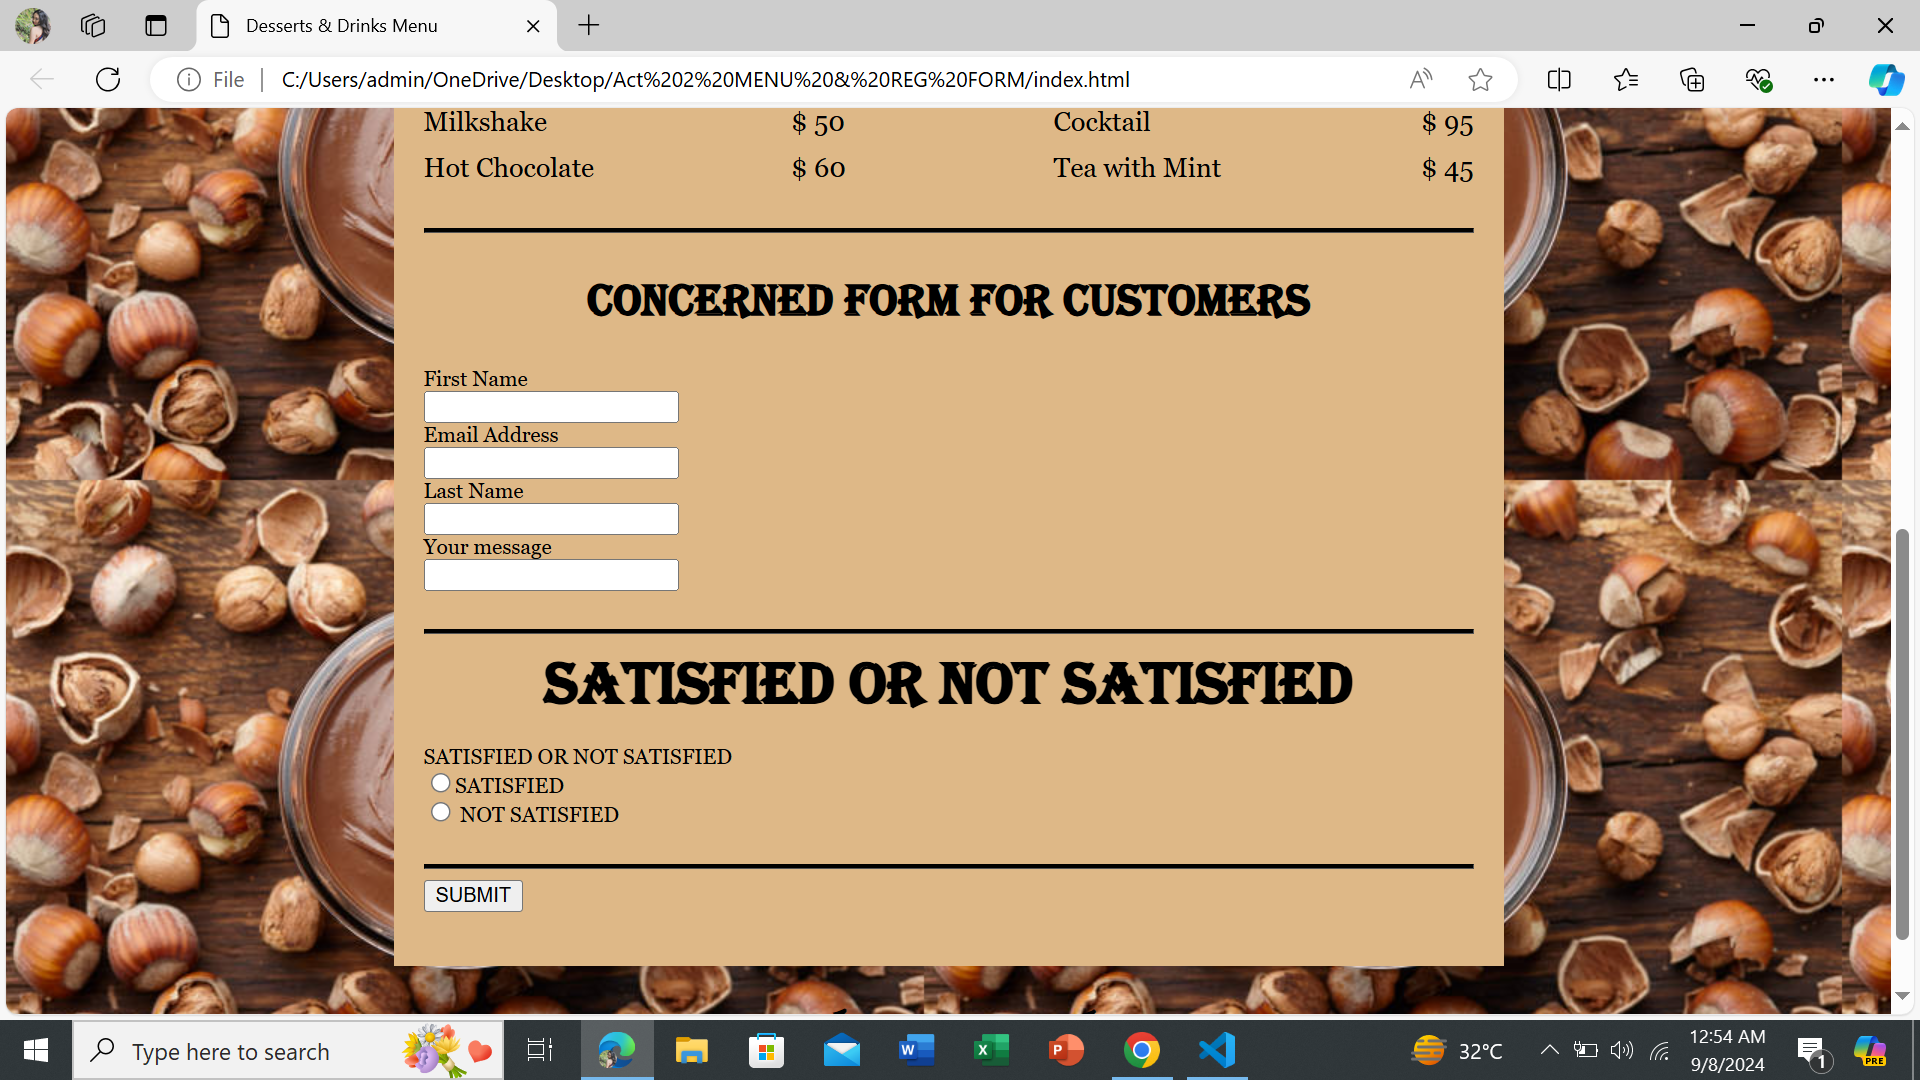 Desserts & Drinks Menu
File
C:/Users/admin/OneDrive/Desktop/Act%202%20MENU%20&%20REG%20FORM/index.html
Milkshake $ 50 Cocktail $ 95
Hot Chocolate $ 60 Tea with Mint $ 45
CONCERNED FORM FOR CUSTOMERS
First Name
Email Address
Last Name
Your message
SATISFIED OR NOT SATISFIED
SATISFIED OR NOT SATISFIED
SATISFIED
NOT SATISFIED
SUBMIT
Type here to search
32°C
12:54 AM
9/8/2024
1
PRE